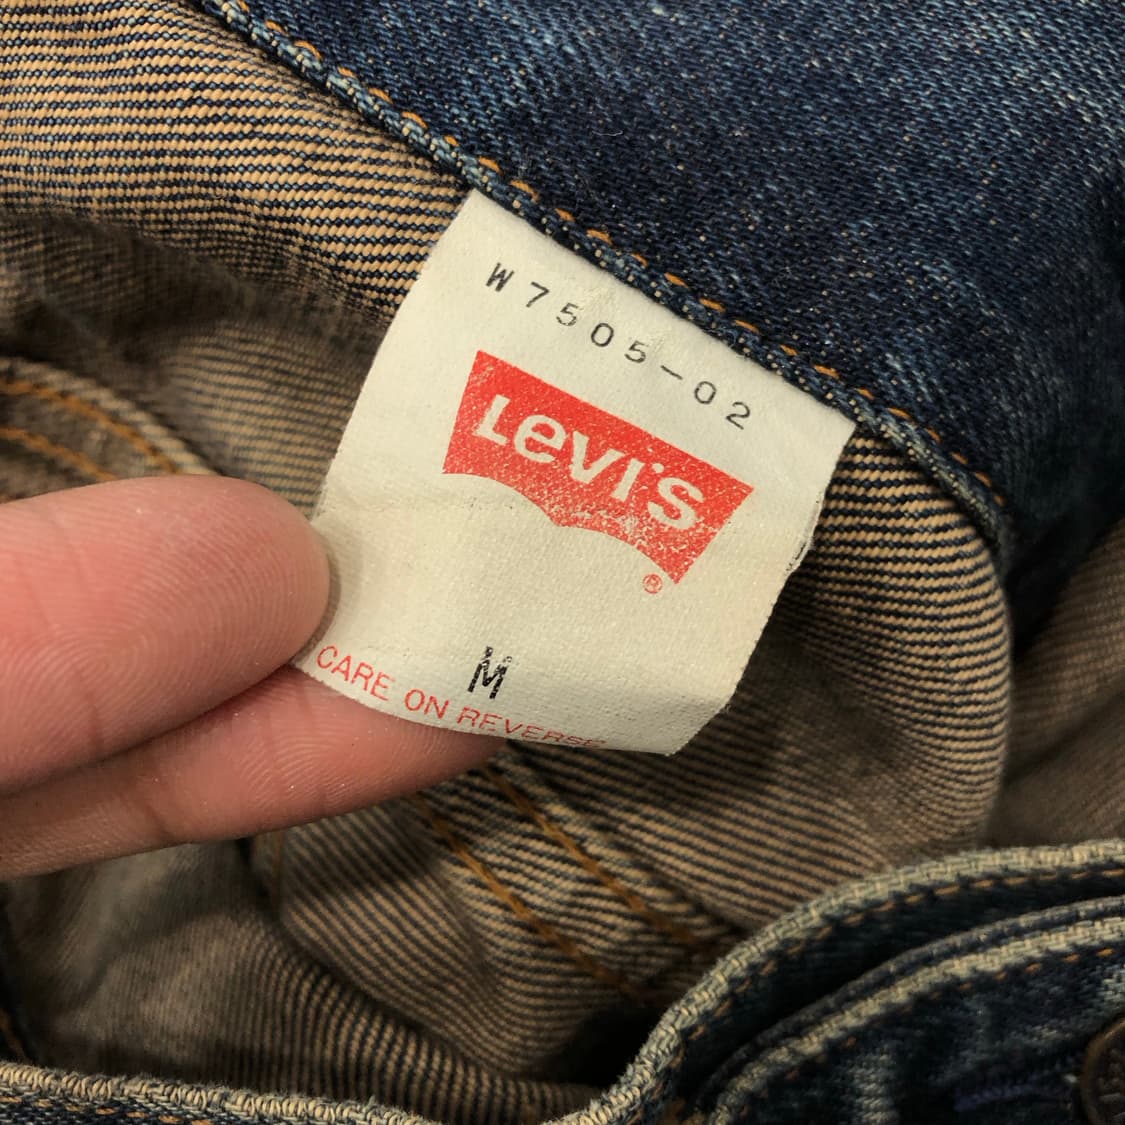 W7505-02
Levi's
®
M
CARE ON REVERSE